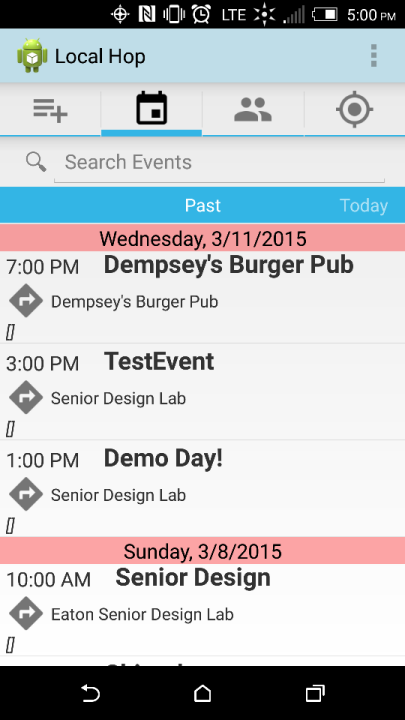 LTE 5:00 PM
Local Hop
Search Events
Past Today
Wednesday, 3/11/2015
7:00 PM Dempsey's Burger Pub
Dempsey's Burger Pub
[]
3:00 PM TestEvent
Senior Design Lab
[]
1:00 PM Demo Day!
Senior Design Lab
[]
Sunday, 3/8/2015
10:00 AM Senior Design
Eaton Senior Design Lab
[]